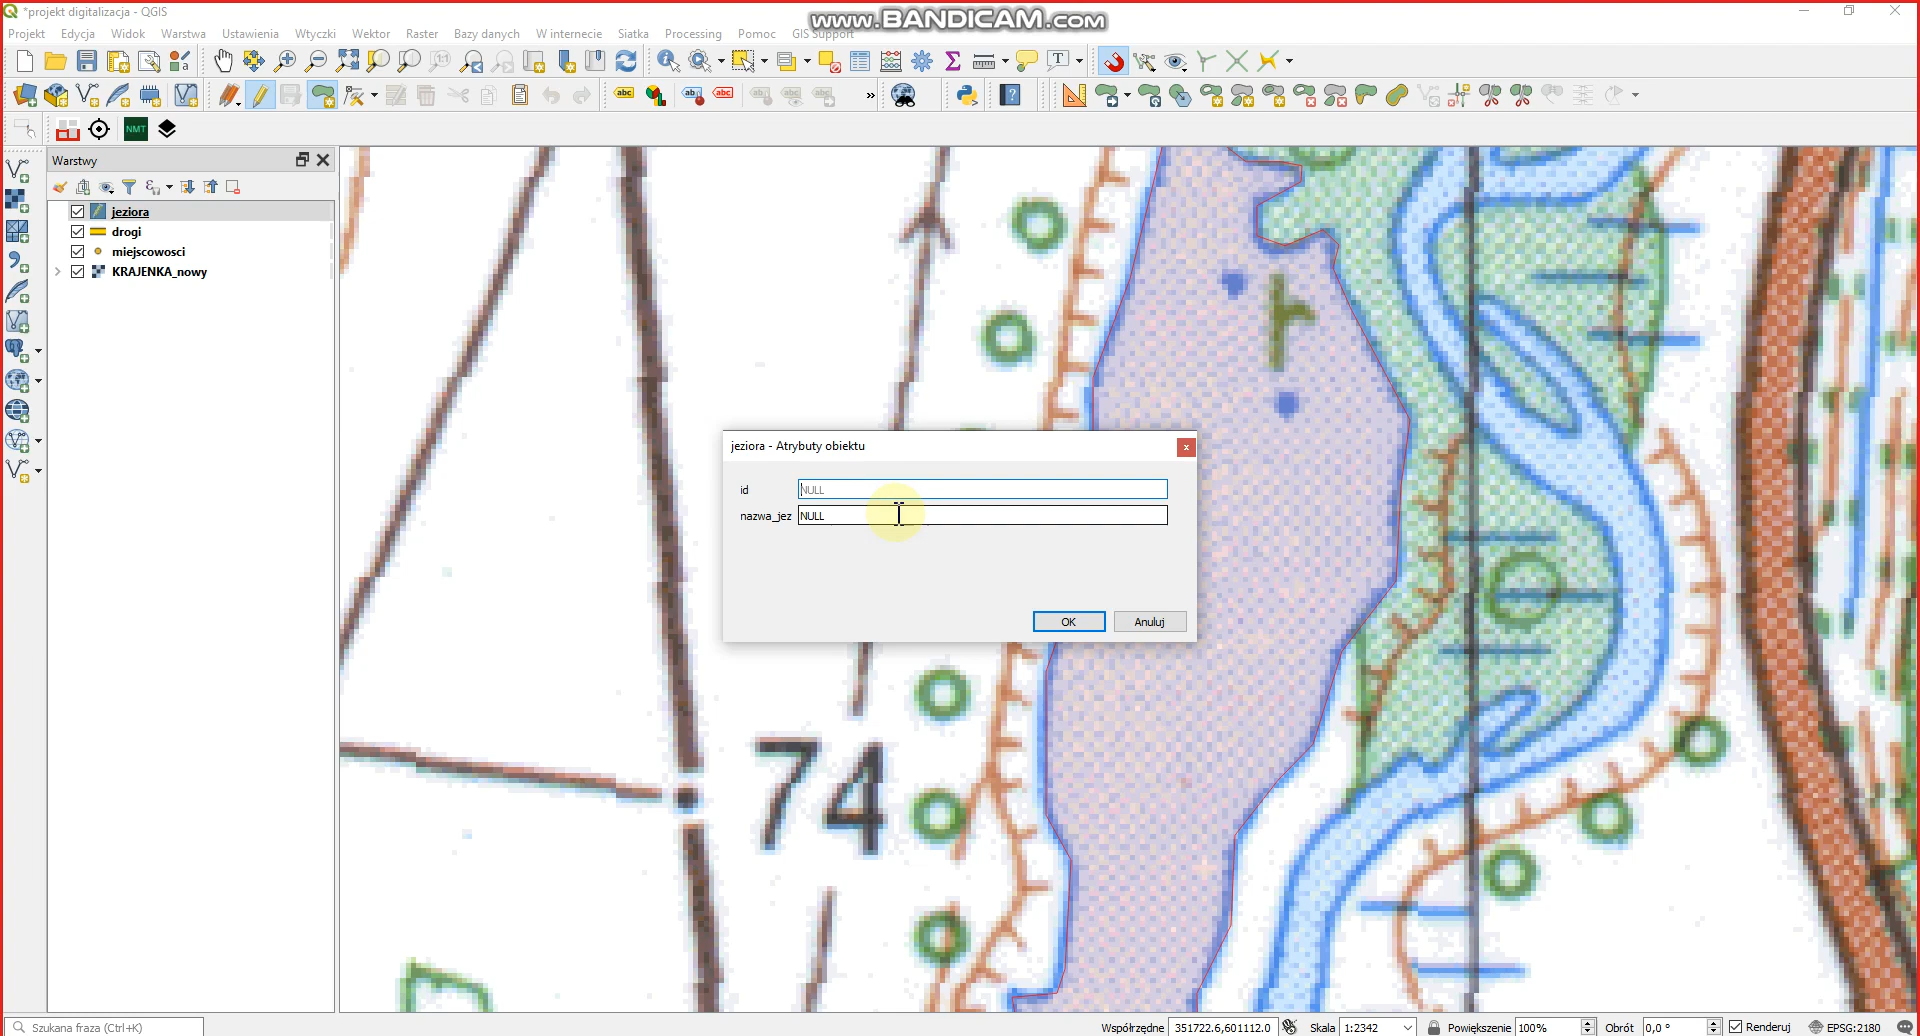 *projekt digitalizacja - QGIS
www.BANDICAM.com
Projekt Edycja Widok Warstwa Ustawienia Wtyczki Wektor Raster Bazy danych W internecie Siatka Processing Pomoc GIS Support
NMT
Warstwy
jeziora
drogi
miejscowosci
KRAJENKA_nowy
jeziora - Atrybuty obiektu
id NULL
nazwa_jez NULL
OK Anuluj
74
Szukana fraza (Ctrl+K)
Współrzędne 351722.6,601112.0 Skala 1:2342 Powiększenie 100% Obrót 0,0 ° Renderuj EPSG:2180